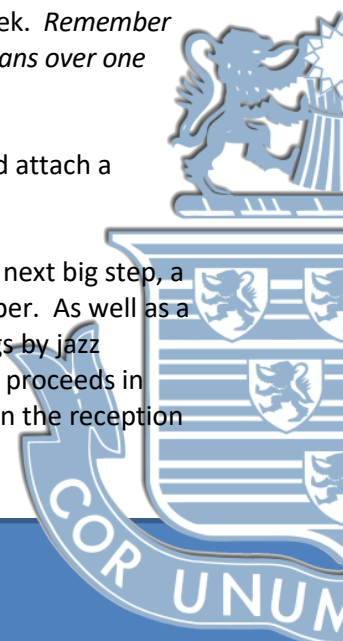 ek. Remember
ans over one
d attach a
next big step, a
per. As well as a
gs by jazz
proceeds in
n the reception
COR UNUM